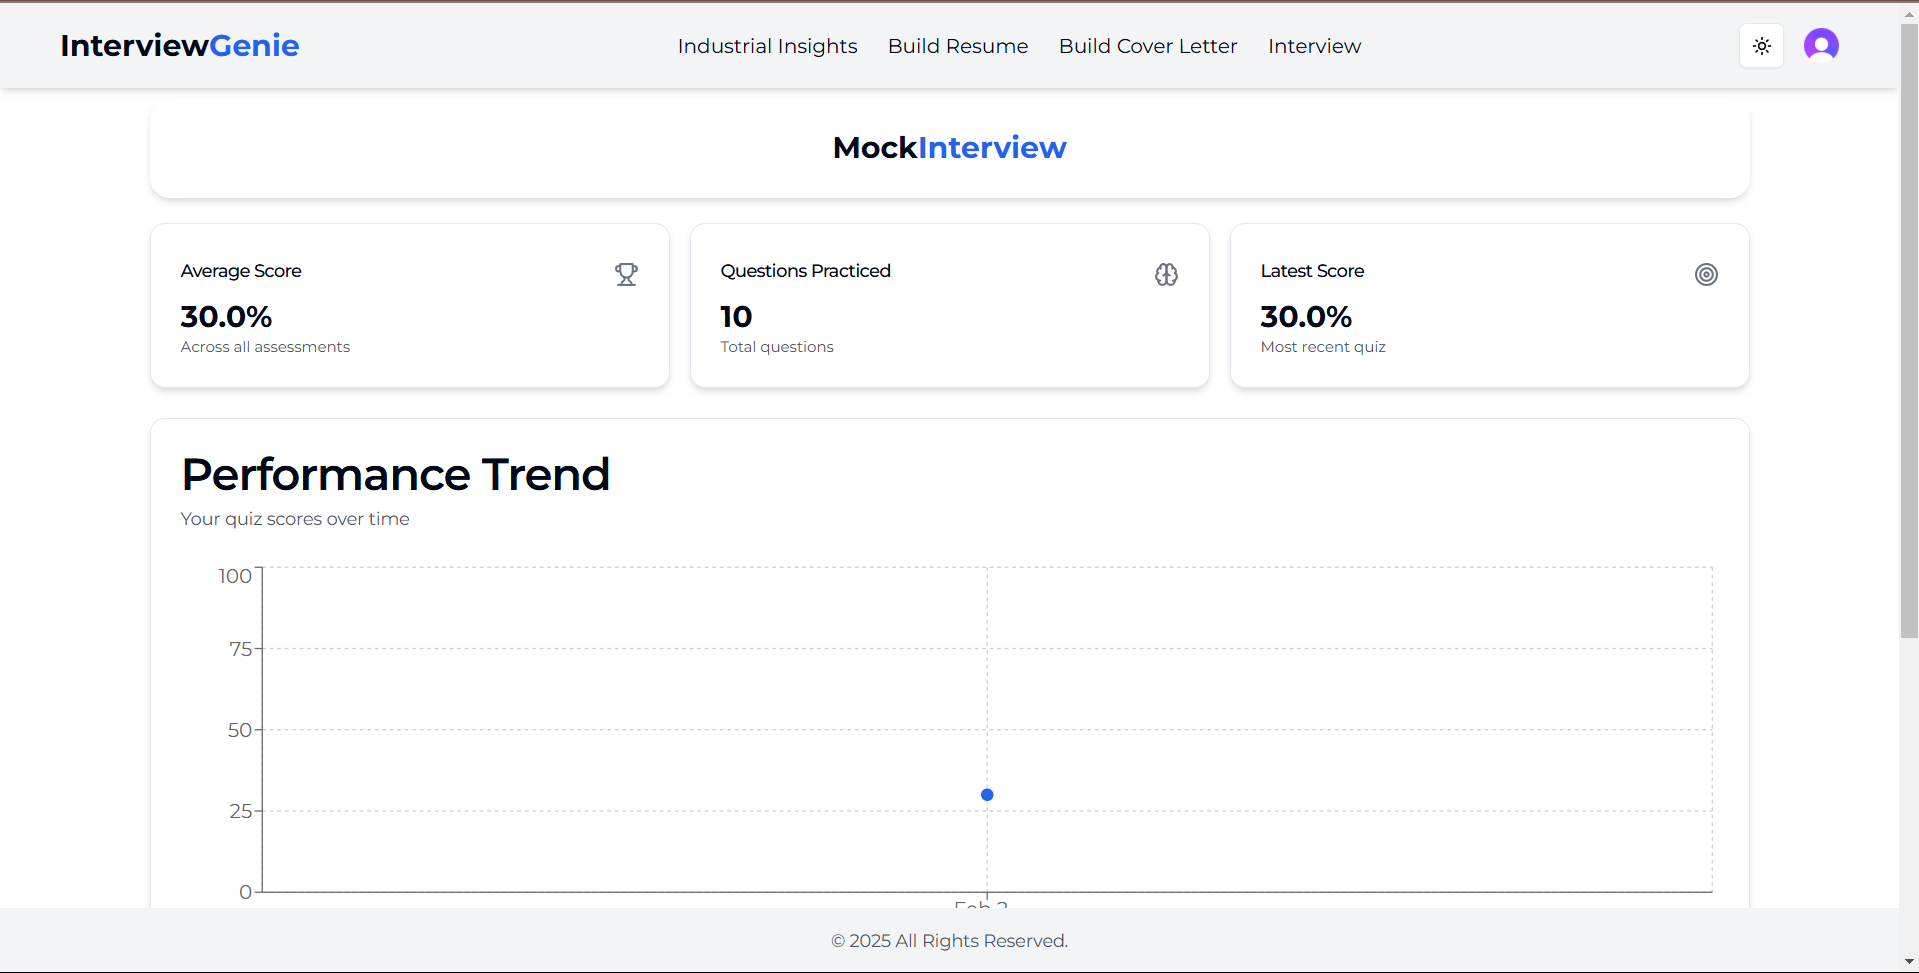 InterviewGenie
Industrial Insights Build Resume Build Cover Letter Interview
MockInterview
Average Score
30.0%
Across all assessments
Questions Practiced
10
Total questions
Latest Score
30.0%
Most recent quiz
Performance Trend
Your quiz scores over time
100
75
50
25
0
Feb
© 2025 All Rights Reserved.